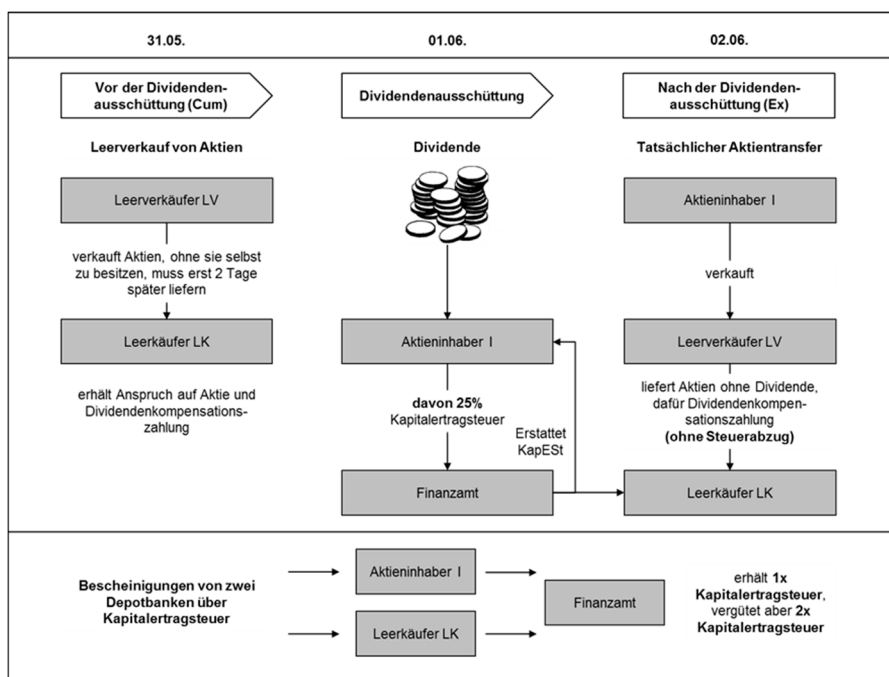 31.05.
01.06.
02.06.
Vor der Dividenden-
ausschüttung (Cum)
Dividendenausschüttung
Nach der Dividenden-
ausschüttung (Ex)
Leerverkauf von Aktien
Dividende
Tatsächlicher Aktientransfer
Leerverkäufer LV
Aktieninhaber I
verkauft Aktien, ohne sie selbst
zu besitzen, muss erst 2 Tage
später liefern
verkauft
Leerkäufer LK
Aktieninhaber I
Leerverkäufer LV
erhält Anspruch auf Aktie und
Dividendenkompensations-
zahlung
davon 25%
Kapitalertragsteuer
Erstattet
KapESt
liefert Aktien ohne Dividende,
dafür Dividendenkompen-
sationszahlung
(ohne Steuerabzug)
Finanzamt
Leerkäufer LK
Bescheinigungen von zwei
Depotbanken über
Kapitalertragsteuer
Aktieninhaber I
Leerkäufer LK
Finanzamt
erhält 1x
Kapitalertragsteuer,
vergütet aber 2x
Kapitalertragsteuer